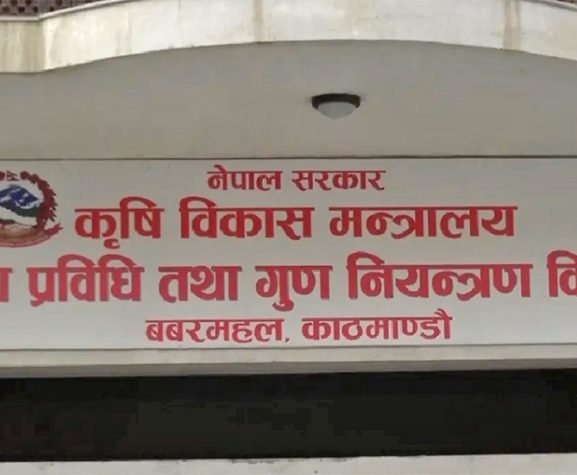 नेपाल सरकार
कृषि विकास मन्त्रालय
प्रविधि तथा गुण नियन्त्रण
बबरमहल, काठमाण्डौ